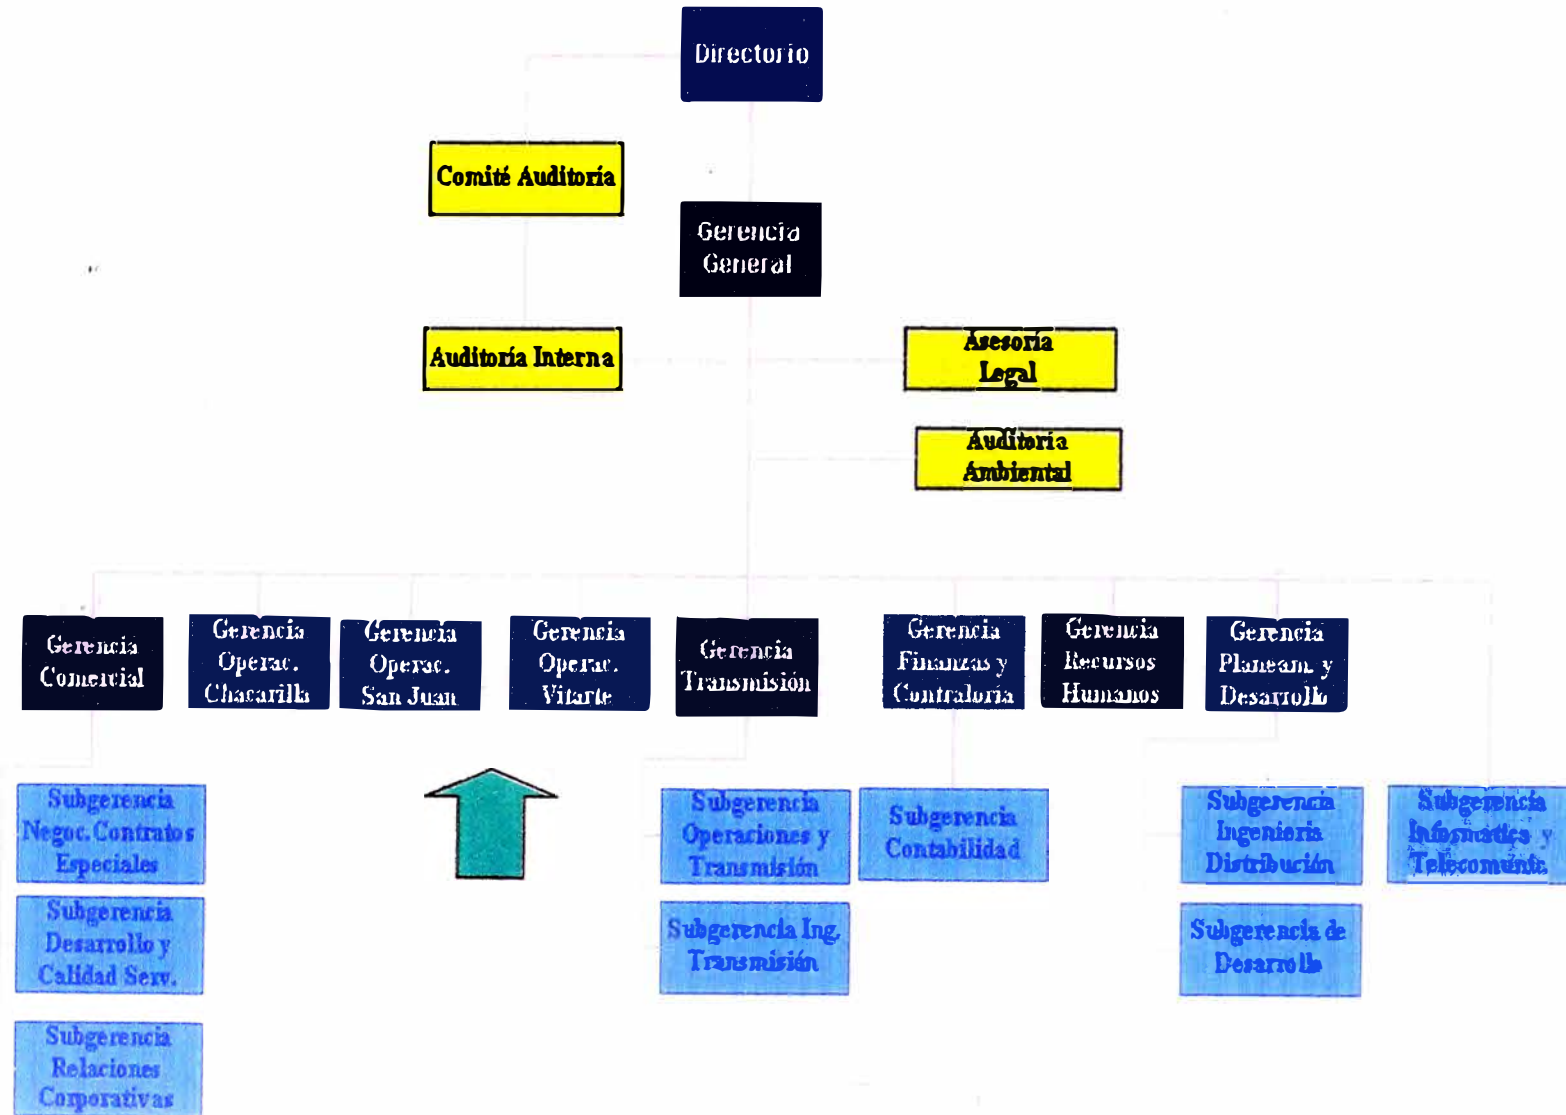 Directorio
Comité Auditoría
Gerencia
General
Auditoría Interna
Asesoría
Legal
Auditoría
Ambiental
Gerencia
Comercial
Gerencia
Operac.
Chacarilla
Gerencia
Operac.
San Juan
Gerencia
Operac.
Vitarte
Gerencia
Transmisión
Gerencia
Finanzas y
Contraloría
Gerencia
Recursos
Humanos
Gerencia
Planeam. y
Desarrollo
Subgerencia
Negoc. Contratos
Especiales
Subgerencia
Desarrollo y
Calidad Serv.
Subgerencia
Relaciones
Corporativas
Subgerencia
Operaciones y
Transmisión
Subgerencia Ing.
Transmisión
Subgerencia
Contabilidad
Subgerencia
Ingenieria
Distribución
Subgerencia de
Desarrollo
Subgerencia
Informática y
Telecomunic.